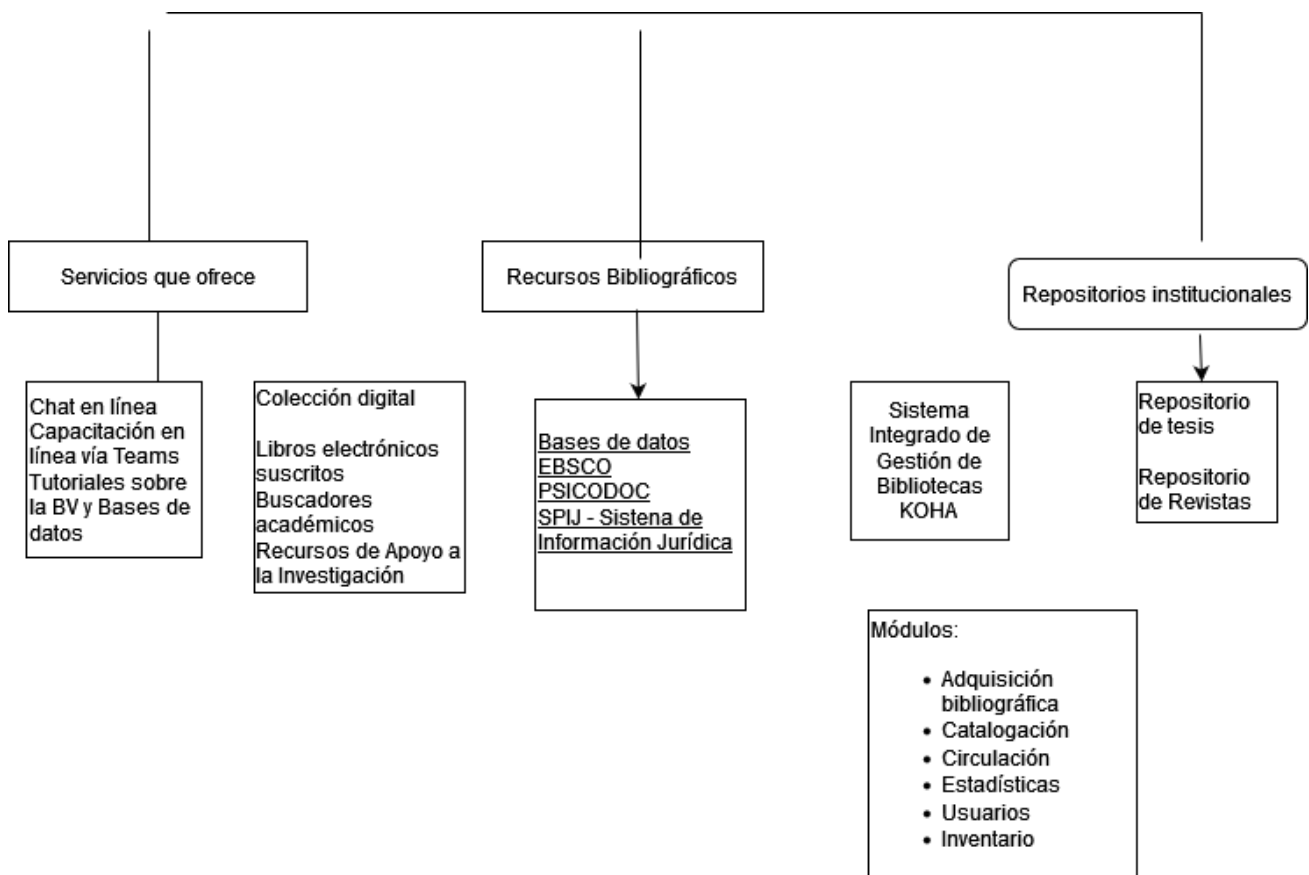 Servicios que ofrece
Recursos Bibliográficos
Repositorios institucionales
Chat en línea
Capacitación en
línea vía Teams
Tutoriales sobre
la BV y Bases de
datos
Colección digital
Libros electrónicos
suscritos
Buscadores
académicos
Recursos de Apoyo a
la Investigación
Bases de datos
EBSCO
PSICODOC
SPIJ - Sistena de
Información Jurídica
Sistema
Integrado de
Gestión de
Bibliotecas
KOHA
Repositorio
de tesis
Repositorio
de Revistas
Módulos:
• Adquisición
bibliográfica
• Catalogación
• Circulación
• Estadísticas
• Usuarios
• Inventario